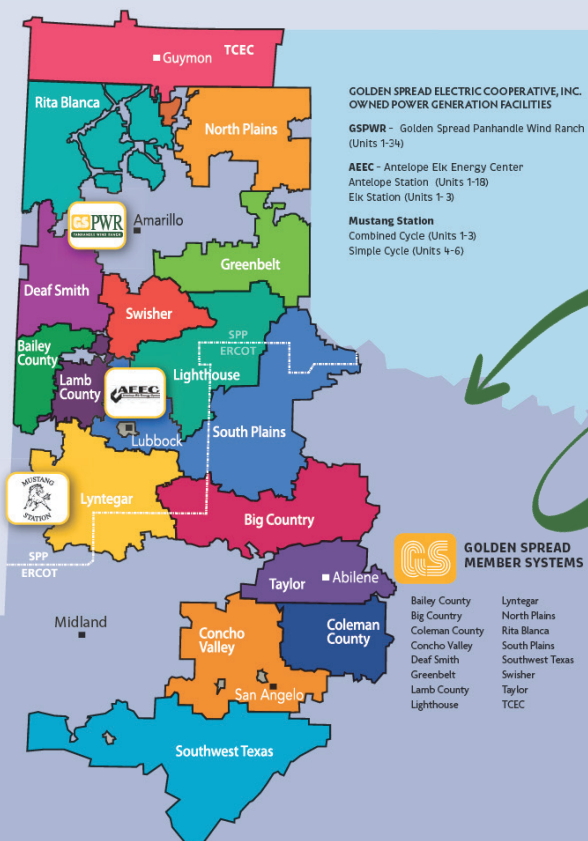 TCEC
Guymon
Rita Blanca
North Plains
GOLDEN SPREAD ELECTRIC COOPERATIVE, INC.
OWNED POWER GENERATION FACILITIES
GSPWR - Golden Spread Panhandle Wind Ranch
(Units 1-34)
AEEC - Antelope Elk Energy Center
Antelope Station (Units 1-18)
Elk Station (Units 1-3)
Mustang Station
Combined Cycle (Units 1-3)
Simple Cycle (Units 4-6)
GSPWR
PANHANDLE WIND RANCH
Amarillo
Greenbelt
Deaf Smith
Swisher
SPP
ERCOT
Bailey
County
Lamb
County
AEEC
Lighthouse
Lubbock
South Plains
MUSTANG
STATION
Lyntegar
Big Country
SPP
ERCOT
GS
GOLDEN SPREAD
MEMBER SYSTEMS
Taylor
Abilene
Midland
Concho
Valley
Coleman
County
San Angelo
Southwest Texas
Bailey County
Big Country
Coleman County
Concho Valley
Deaf Smith
Greenbelt
Lamb County
Lighthouse
Lyntegar
North Plains
Rita Blanca
South Plains
Southwest Texas
Swisher
Taylor
TCEC